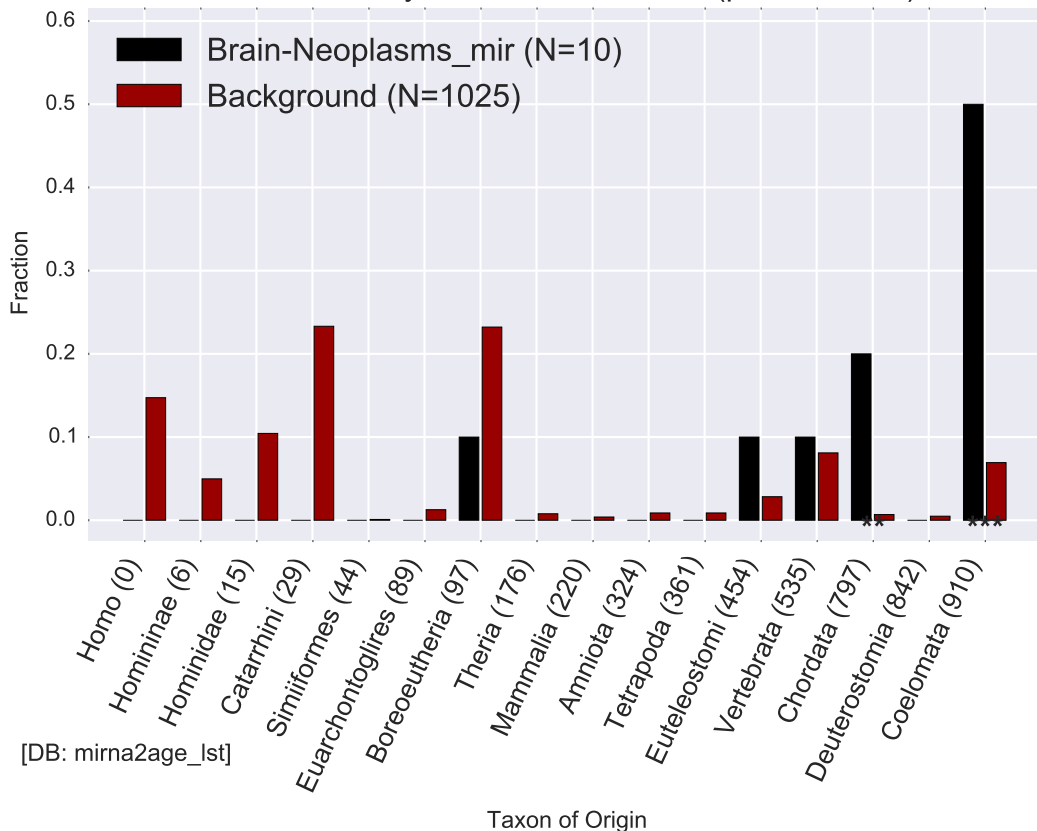 0.6
Brain-Neoplasms_mir (N=10)
Background (N=1025)
0.5
0.4
0.3
0.2
0.1
0.0
Fraction
** ***
Homo (0)
Homininae (6)
Hominidae (15)
Catarrhini (29)
Simiiformes (44)
Euarchontoglires (89)
Boreoeutheria (97)
Theria (176)
Mammalia (220)
Amniota (324)
Tetrapoda (361)
Euteleostomi (454)
Vertebrata (535)
Chordata (797)
Deuterostomia (842)
Coelomata (910)
[DB: mirna2age_lst]
Taxon of Origin